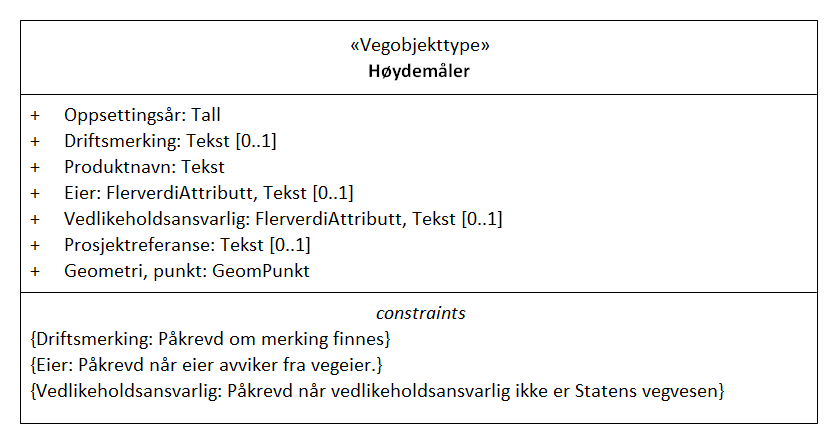 «Vegobjekttype»
Høydemåler
+ Oppsettingsår: Tall
+ Driftsmerking: Tekst [0..1]
+ Produktnavn: Tekst
+ Eier: FlerverdiAttributt, Tekst [0..1]
+ Vedlikeholdsansvarlig: FlerverdiAttributt, Tekst [0..1]
+ Prosjektreferanse: Tekst [0..1]
+ Geometri, punkt: GeomPunkt
constraints
{Driftsmerking: Påkrevd om merking finnes}
{Eier: Påkrevd når eier avviker fra vegeier.}
{Vedlikeholdsansvarlig: Påkrevd når vedlikeholdsansvarlig ikke er Statens vegvesen}